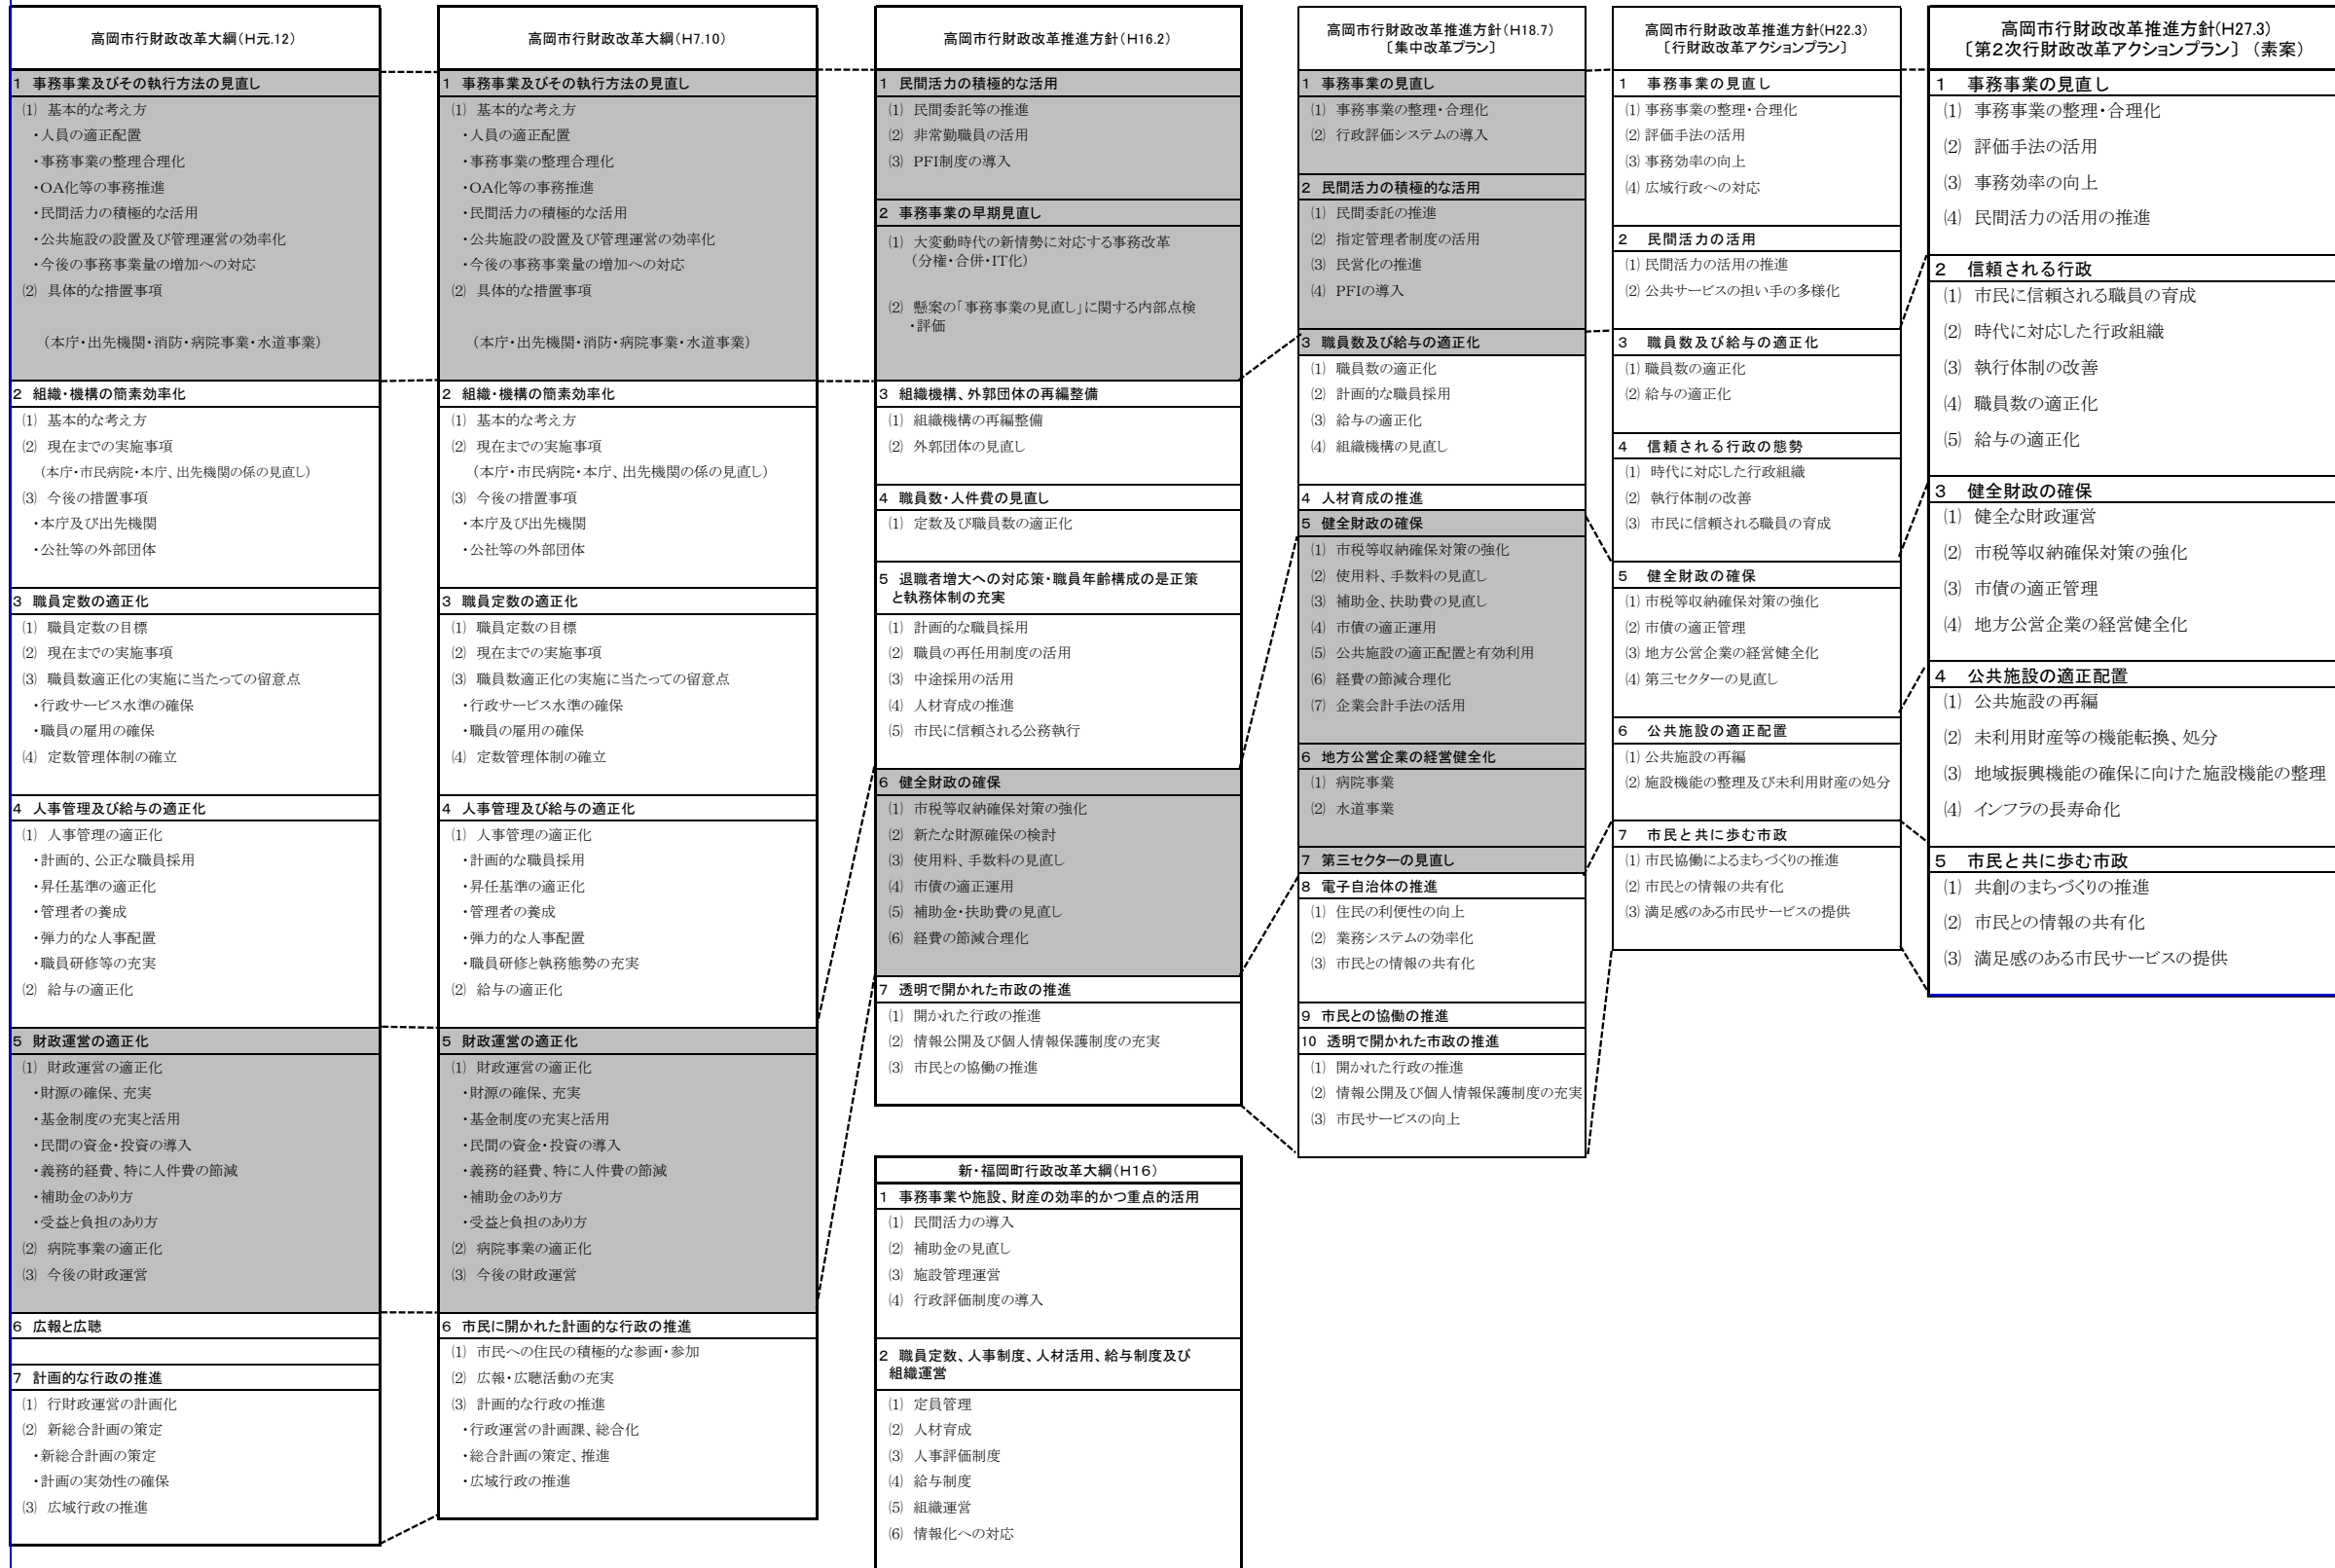 高岡市行財政改革大綱(H元.12)
1 事務事業及びその執行方法の見直し
(1) 基本的な考え方
・人員の適正配置
・事務事業の整理合理化
・OA化等の事務推進
・民間活力の積極的な活用
・公共施設の設置及び管理運営の効率化
・今後の事務事業量の増加への対応
(2) 具体的な措置事項
(本庁・出先機関・消防・病院事業・水道事業)
2 組織・機構の簡素効率化
(1) 基本的な考え方
(2) 現在までの実施事項
(本庁・市民病院・本庁、出先機関の係の見直し)
(3) 今後の措置事項
・本庁及び出先機関
・公社等の外部団体
3 職員定数の適正化
(1) 職員定数の目標
(2) 現在までの実施事項
(3) 職員数適正化の実施に当たっての留意点
・行政サービス水準の確保
・職員の雇用の確保
(4) 定数管理体制の確立
4 人事管理及び給与の適正化
(1) 人事管理の適正化
・計画的、公正な職員採用
・昇任基準の適正化
・管理者の養成
・弾力的な人事配置
・職員研修等の充実
(2) 給与の適正化
5 財政運営の適正化
(1) 財政運営の適正化
・財源の確保、充実
・基金制度の充実と活用
・民間の資金・投資の導入
・義務的経費、特に人件費の節減
・補助金のあり方
・受益と負担のあり方
(2) 病院事業の適正化
(3) 今後の財政運営
6 広報と広聴
7 計画的な行政の推進
(1) 行財政運営の計画化
(2) 新総合計画の策定
・新総合計画の策定
・計画の実効性の確保
(3) 広域行政の推進
高岡市行財政改革大綱(H7.10)
1 事務事業及びその執行方法の見直し
(1) 基本的な考え方
・人員の適正配置
・事務事業の整理合理化
・OA化等の事務推進
・民間活力の積極的な活用
・公共施設の設置及び管理運営の効率化
・今後の事務事業量の増加への対応
(2) 具体的な措置事項
(本庁・出先機関・消防・病院事業・水道事業)
2 組織・機構の簡素効率化
(1) 基本的な考え方
(2) 現在までの実施事項
(本庁・市民病院・本庁、出先機関の係の見直し)
(3) 今後の措置事項
・本庁及び出先機関
・公社等の外部団体
3 職員定数の適正化
(1) 職員定数の目標
(2) 現在までの実施事項
(3) 職員数適正化の実施に当たっての留意点
・行政サービス水準の確保
・職員の雇用の確保
(4) 定数管理体制の確立
4 人事管理及び給与の適正化
(1) 人事管理の適正化
・計画的な職員採用
・昇任基準の適正化
・管理者の養成
・弾力的な人事配置
・職員研修と執務態勢の充実
(2) 給与の適正化
5 財政運営の適正化
(1) 財政運営の適正化
・財源の確保、充実
・基金制度の充実と活用
・民間の資金・投資の導入
・義務的経費、特に人件費の節減
・補助金のあり方
・受益と負担のあり方
(2) 病院事業の適正化
(3) 今後の財政運営
6 市民に開かれた計画的な行政の推進
(1) 市民への住民の積極的な参画・参加
(2) 広報・広聴活動の充実
(3) 計画的な行政の推進
・行政運営の計画課、総合化
・総合計画の策定、推進
・広域行政の推進
高岡市行財政改革推進方針(H16.2)
1 民間活力の積極的な活用
(1) 民間委託等の推進
(2) 非常勤職員の活用
(3) PFI制度の導入
2 事務事業の早期見直し
(1) 大変動時代の新情勢に対応する事務改革
(分権・合併・IT化)
(2) 懸案の「事務事業の見直し」に関する内部点検
・評価
3 組織機構、外郭団体の再編整備
(1) 組織機構の再編整備
(2) 外郭団体の見直し
4 職員数・人件費の見直し
(1) 定数及び職員数の適正化
5 退職者増大への対応策・職員年齢構成の是正策
と執務体制の充実
(1) 計画的な職員採用
(2) 職員の再任用制度の活用
(3) 中途採用の活用
(4) 人材育成の推進
(5) 市民に信頼される公務執行
6 健全財政の確保
(1) 市税等収納確保対策の強化
(2) 新たな財源確保の検討
(3) 使用料、手数料の見直し
(4) 市債の適正運用
(5) 補助金・扶助費の見直し
(6) 経費の節減合理化
7 透明で開かれた市政の推進
(1) 開かれた行政の推進
(2) 情報公開及び個人情報保護制度の充実
(3) 市民との協働の推進
新・福岡町行政改革大綱(H16)
1 事務事業や施設、財産の効率的かつ重点的活用
(1) 民間活力の導入
(2) 補助金の見直し
(3) 施設管理運営
(4) 行政評価制度の導入
2 職員定数、人事制度、人材活用、給与制度及び
組織運営
(1) 定員管理
(2) 人材育成
(3) 人事評価制度
(4) 給与制度
(5) 組織運営
(6) 情報化への対応
高岡市行財政改革推進方針(H18.7)
〔集中改革プラン〕
1 事務事業の見直し
(1) 事務事業の整理・合理化
(2) 行政評価システムの導入
2 民間活力の積極的な活用
(1) 民間委託の推進
(2) 指定管理者制度の活用
(3) 民営化の推進
(4) PFIの導入
3 職員数及び給与の適正化
(1) 職員数の適正化
(2) 計画的な職員採用
(3) 給与の適正化
(4) 組織機構の見直し
4 人材育成の推進
5 健全財政の確保
(1) 市税等収納確保対策の強化
(2) 使用料、手数料の見直し
(3) 補助金、扶助費の見直し
(4) 市債の適正運用
(5) 公共施設の適正配置と有効利用
(6) 経費の節減合理化
(7) 企業会計手法の活用
6 地方公営企業の経営健全化
(1) 病院事業
(2) 水道事業
7 第三セクターの見直し
8 電子自治体の推進
(1) 住民の利便性の向上
(2) 業務システムの効率化
(3) 市民との情報の共有化
9 市民との協働の推進
10 透明で開かれた市政の推進
(1) 開かれた行政の推進
(2) 情報公開及び個人情報保護制度の充実
(3) 市民サービスの向上
高岡市行財政改革推進方針(H22.3)
〔行財政改革アクションプラン〕
1 事務事業の見直し
(1) 事務事業の整理・合理化
(2) 評価手法の活用
(3) 事務効率の向上
(4) 広域行政への対応
2 民間活力の活用
(1) 民間活力の活用の推進
(2) 公共サービスの担い手の多様化
3 職員数及び給与の適正化
(1) 職員数の適正化
(2) 給与の適正化
4 信頼される行政の態勢
(1) 時代に対応した行政組織
(2) 執行体制の改善
(3) 市民に信頼される職員の育成
5 健全財政の確保
(1) 市税等収納確保対策の強化
(2) 市債の適正管理
(3) 地方公営企業の経営健全化
(4) 第三セクターの見直し
6 公共施設の適正配置
(1) 公共施設の再編
(2) 施設機能の整理及び未利用財産の処分
7 市民と共に歩む市政
(1) 市民協働によるまちづくりの推進
(2) 市民との情報の共有化
(3) 満足感のある市民サービスの提供
高岡市行財政改革推進方針(H27.3)
〔第2次行財政改革アクションプラン〕(素案)
1 事務事業の見直し
(1) 事務事業の整理・合理化
(2) 評価手法の活用
(3) 事務効率の向上
(4) 民間活力の活用の推進
2 信頼される行政
(1) 市民に信頼される職員の育成
(2) 時代に対応した行政組織
(3) 執行体制の改善
(4) 職員数の適正化
(5) 給与の適正化
3 健全財政の確保
(1) 健全な財政運営
(2) 市税等収納確保対策の強化
(3) 市債の適正管理
(4) 地方公営企業の経営健全化
4 公共施設の適正配置
(1) 公共施設の再編
(2) 未利用財産等の機能転換、処分
(3) 地域振興機能の確保に向けた施設機能の整理
(4) インフラの長寿命化
5 市民と共に歩む市政
(1) 共創のまちづくりの推進
(2) 市民との情報の共有化
(3) 満足感のある市民サービスの提供